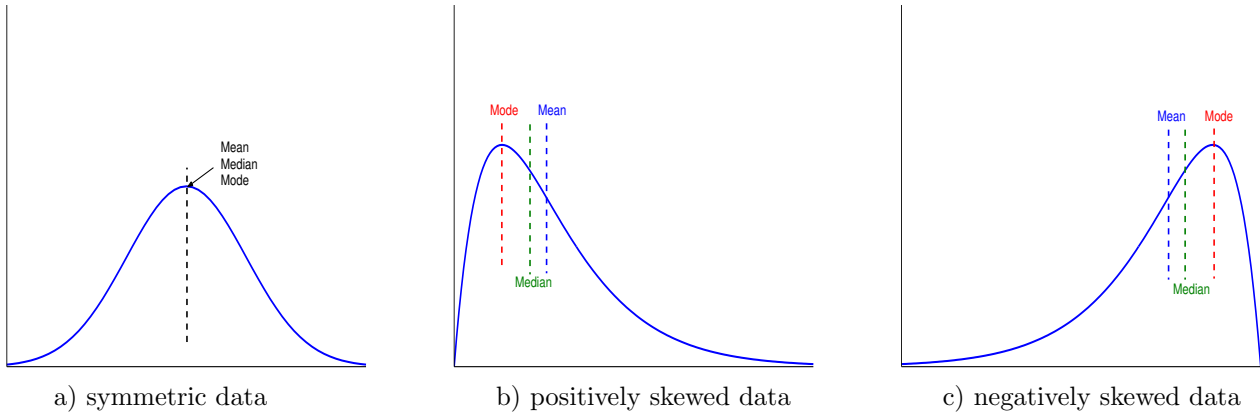 Mean
Median
Mode
a) symmetric data
Mode
Mean
Median
b) positively skewed data
Mean
Mode
Median
c) negatively skewed data